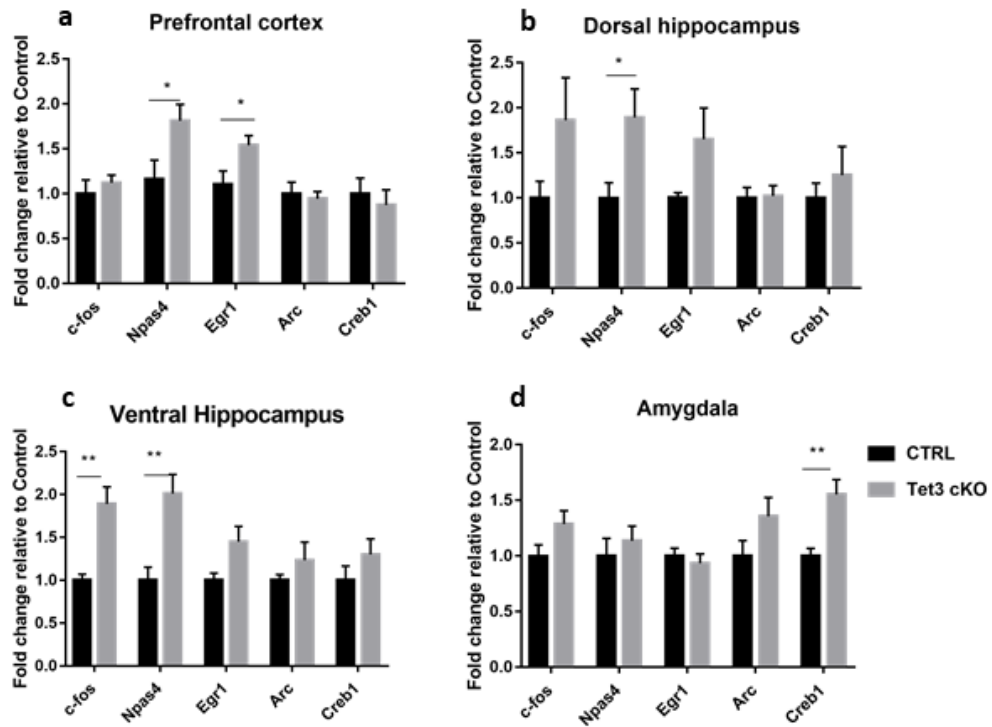 a
Prefrontal cortex
Fold change relative to Control
2.5
2.0
1.5
1.0
0.5
0.0
*
*
c-fos
Npas4
Egr1
Arc
Creb1
b
Dorsal hippocampus
Fold change relative to Control
2.5
2.0
1.5
1.0
0.5
0.0
*
c-fos
Npas4
Egr1
Arc
Creb1
c
Ventral Hippocampus
Fold change relative to Control
2.5
2.0
1.5
1.0
0.5
0.0
**
**
c-fos
Npas4
Egr1
Arc
Creb1
d
Amygdala
Fold change relative to Control
2.0
1.5
1.0
0.5
0.0
**
c-fos
Npas4
Egr1
Arc
Creb1
CTRL
Tet3 cKO